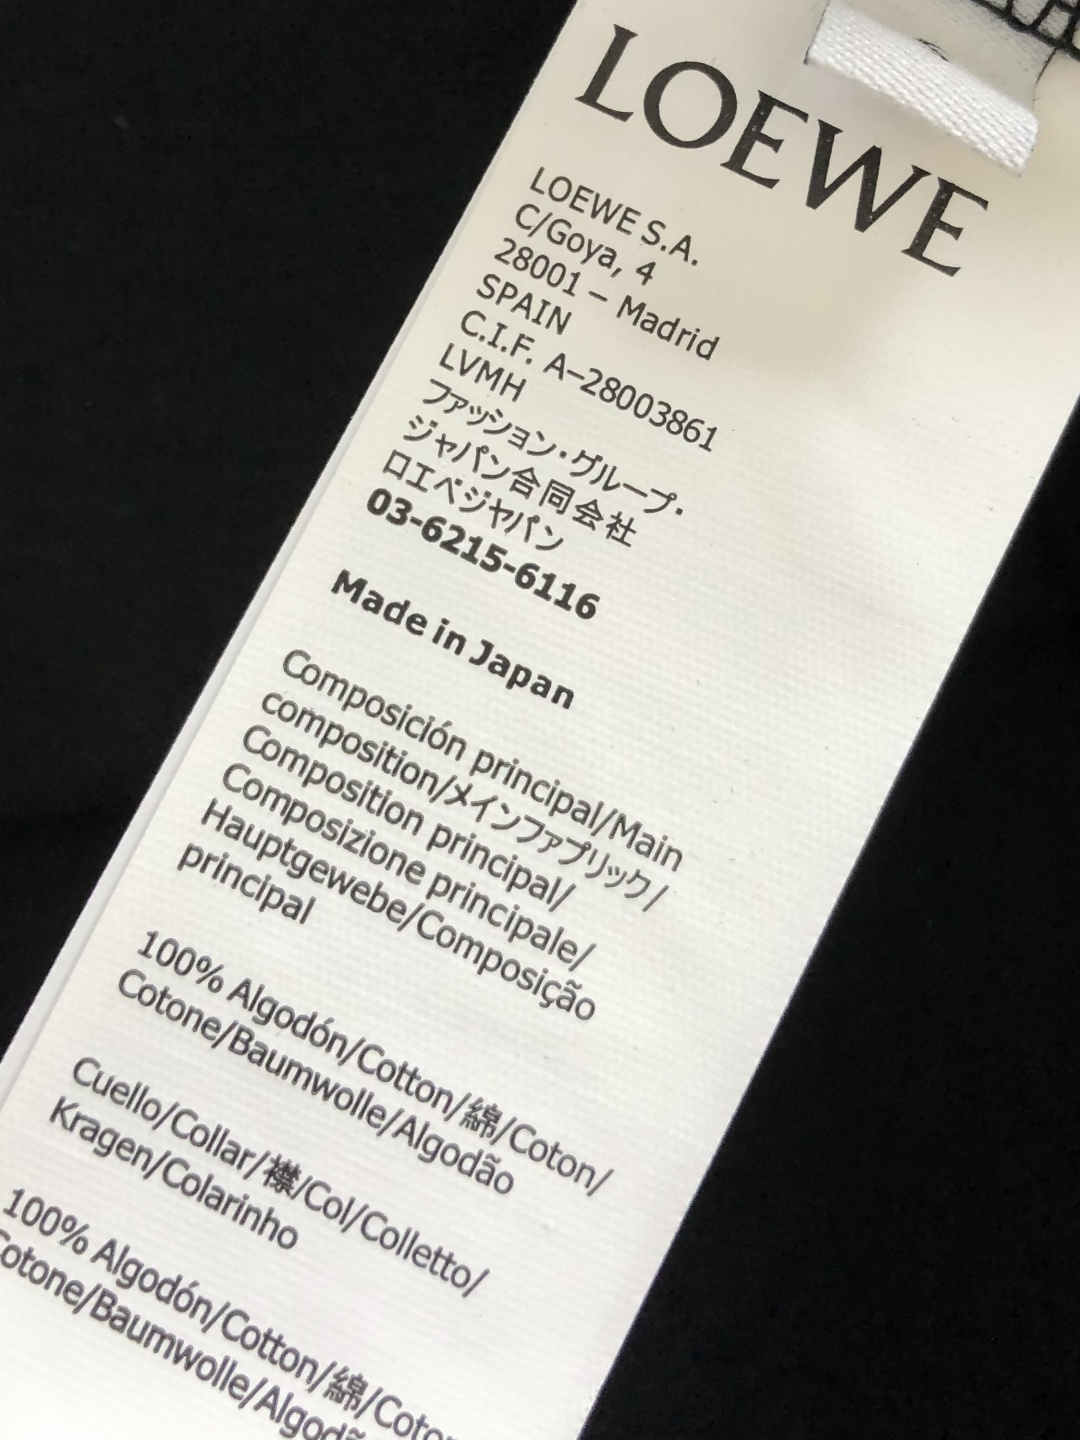 LOEWE
LOEWE S.A.
C/Goya, 4
28001 – Madrid
SPAIN
C.I.F. A-28003861
LVMH
ファッション・グループ・
ジャパン合同会社
ロエベジャパン
03-6215-6116
Made in Japan
Composición principal/Main
composition/メインファブリック/
Composition principal/
Composizione principale/
Hauptgewebe/Composição
principal
100% Algodón/Cotton/綿/Coton/
Cotone/Baumwolle/Algodão
Cuello/Collar/襟/Col/Colletto/
Kragen/Colarinho
100% Algodón/Cotton/綿/Coto
Cotone/Baumwolle/Algodã